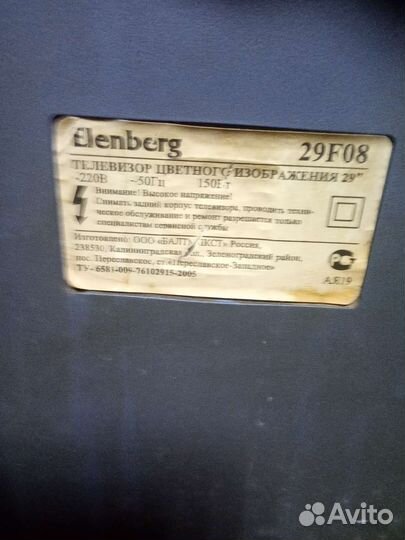 Elenberg 29F08
ТЕЛЕВИЗОР ЦВЕТНОГО ИЗОБРАЖЕНИЯ 29"
~220В ~50Гц 150Вт
Внимание! Высокое напряжение!
Снимать задний корпус телевизора, проводить техни-
ческое обслуживание и ремонт разрешается только
специалистам сервисной службы
Изготовлено: ООО Россия,
238530, Калининградская обл., Зеленоградский район,
пос. Переславское, ст.«Переславское-Западное»
ТУ -6581-009-76102915-2005
РСТ
АЯ19
Avito